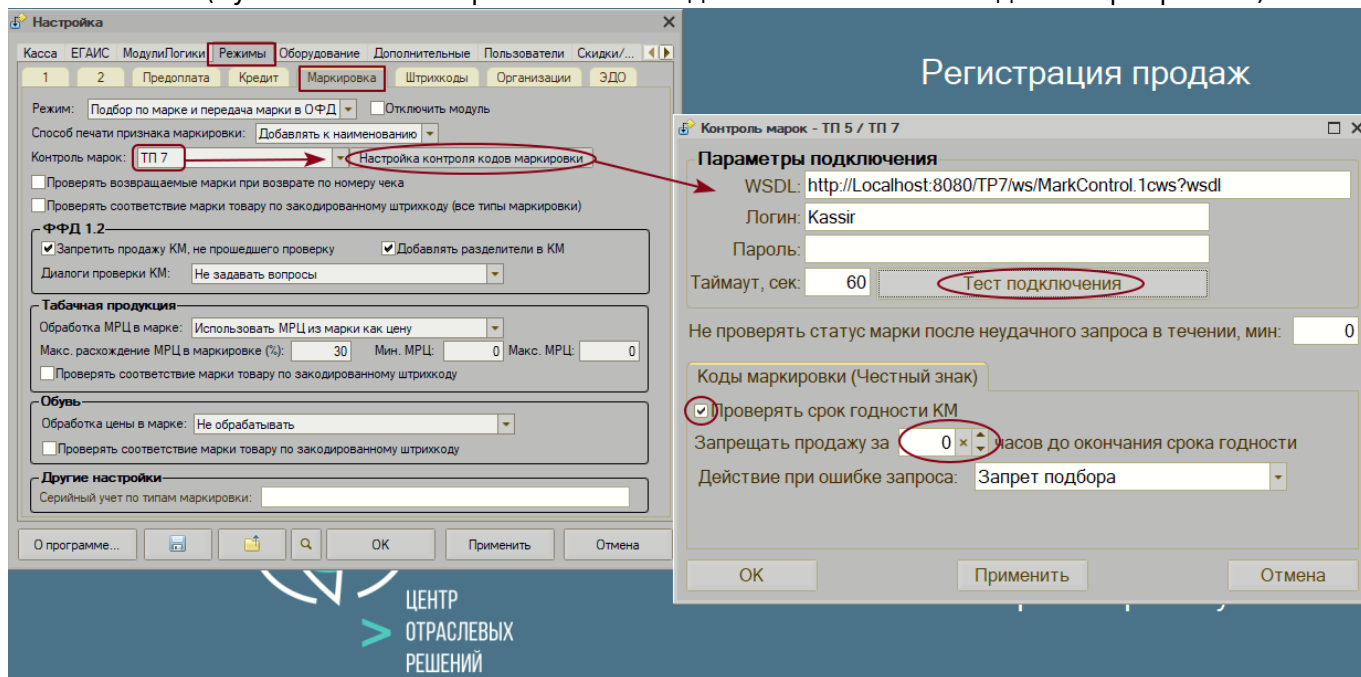 Настройка
Касса ЕГАИС МодулиЛогики Режимы Оборудование Дополнительные Пользователи Скидки/...
1 2 Предоплата Кредит Маркировка Штрихкоды Организации ЭДО
Режим: Подбор по марке и передача марки в ОФД Отключить модуль
Способ печати признака маркировки: Добавлять к наименованию
Контроль марок: ТП 7 Настройка контроля кодов маркировки
Проверять возвращаемые марки при возврате по номеру чека
Проверять соответствие марки товару по закодированному штрихкоду (все типы маркировки)
ФФД 1.2
Запретить продажу КМ, не прошедшего проверку Добавлять разделители в КМ
Диалоги проверки КМ: Не задавать вопросы
Табачная продукция
Обработка МРЦ в марке: Использовать МРЦ из марки как цену
Макс. расхождение МРЦ в маркировке (%): 30 Мин. МРЦ: 0 Макс. МРЦ: 0
Проверять соответствие марки товару по закодированному штрихкоду
Обувь
Обработка цены в марке: Не обрабатывать
Проверять соответствие марки товару по закодированному штрихкоду
Другие настройки
Серийный учет по типам маркировки:
О программе... ОК Применить Отмена
Регистрация продаж
Контроль марок - ТП 5 / ТП 7
Параметры подключения
WSDL: http://Localhost:8080/TP7/ws/MarkControl.1cws?wsdl
Логин: Kassir
Пароль:
Таймаут, сек: 60 Тест подключения
Не проверять статус марки после неудачного запроса в течении, мин: 0
Коды маркировки (Честный знак)
Проверять срок годности КМ
Запрещать продажу за 0 часов до окончания срока годности
Действие при ошибке запроса: Запрет подбора
ОК Применить Отмена
ЦЕНТР
ОТРАСЛЕВЫХ
РЕШЕНИЙ